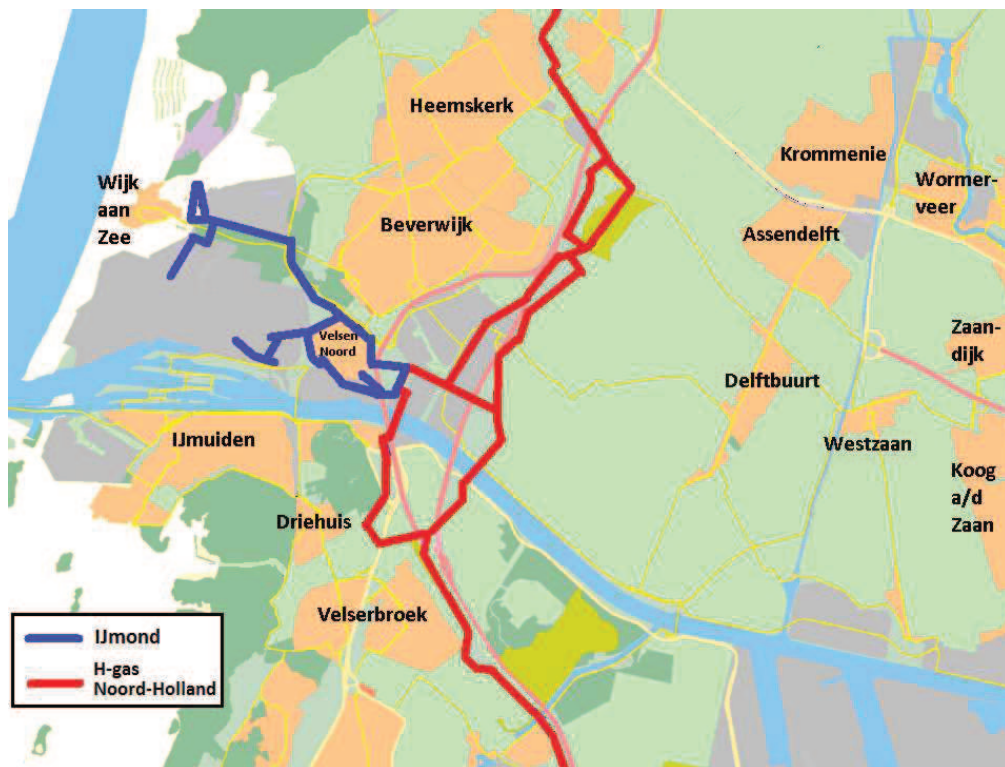 Heemskerk
Krommenie
Wijk
aan
Zee
Wormer-
veer
Beverwijk
Assendelft
Velsen
Noord
Zaan-
dijk
Delftbuurt
IJmuiden
Westzaan
Koog
a/d
Zaan
Driehuis
Velserbroek
IJmond
H-gas
Noord-Holland